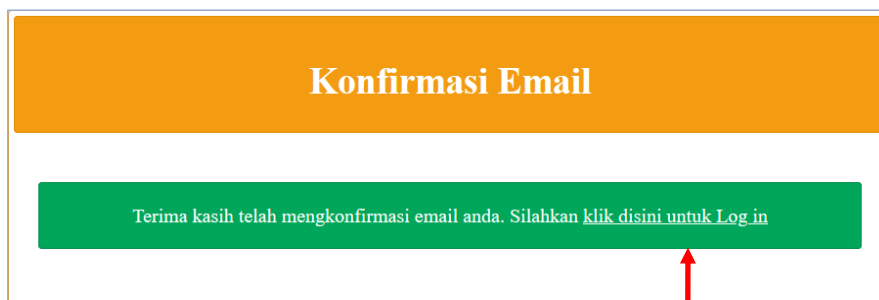 Konfirmasi Email
Terima kasih telah mengkonfirmasi email anda. Silahkan klik disini untuk Log in